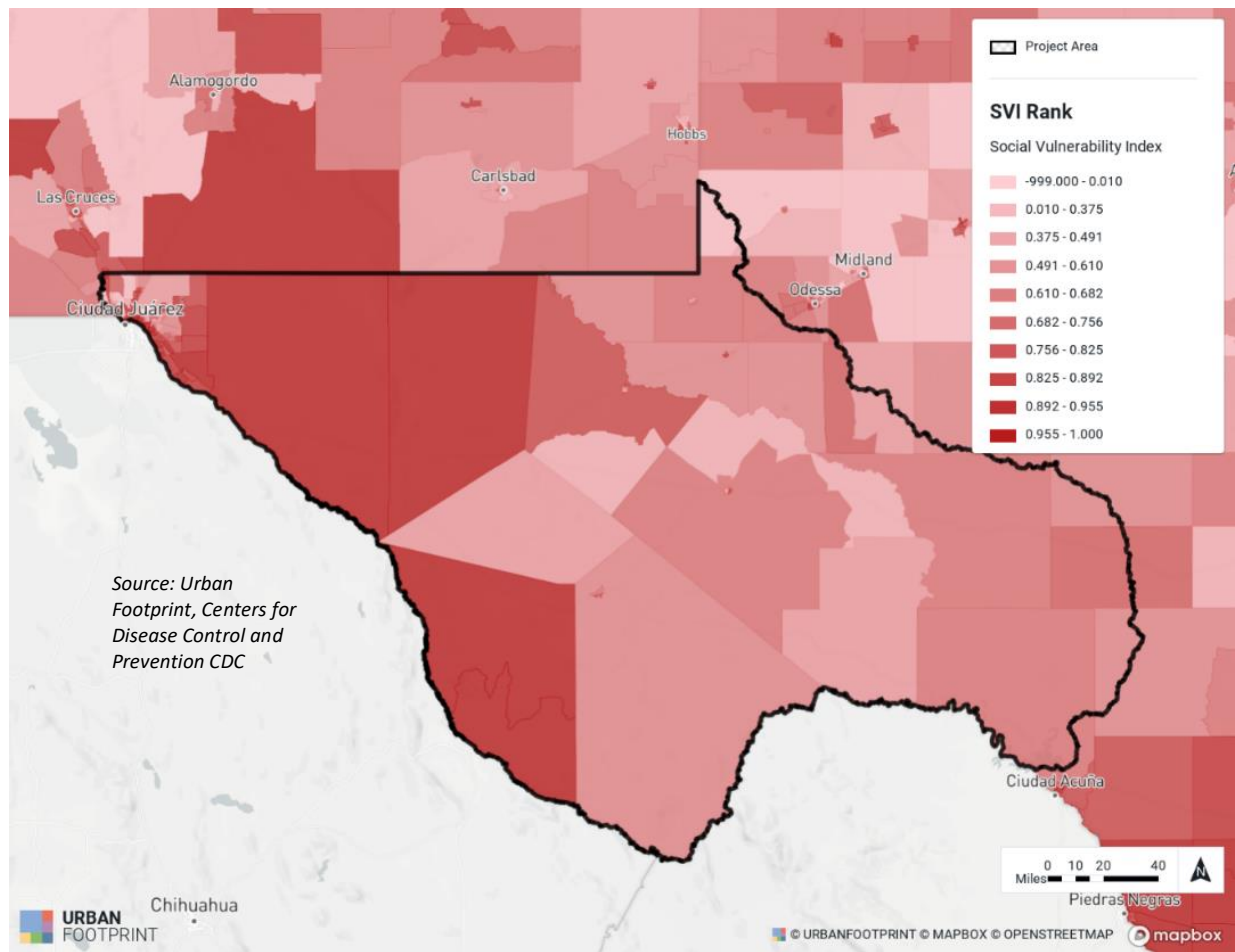 Project Area
SVI Rank
Social Vulnerability Index
-999.000 - 0.010
0.010 - 0.375
0.375 - 0.491
0.491 - 0.610
0.610 - 0.682
0.682 - 0.756
0.756 - 0.825
0.825 - 0.892
0.892 - 0.955
0.955 - 1.000
Alamogordo
Hobbs
Carlsbad
Las Cruces
Midland
Odessa
Ciudad Juárez
Source: Urban
Footprint, Centers for
Disease Control and
Prevention CDC
Ciudad Acuña
0 10 20 40
Miles
N
Piedras Negras
Chihuahua
URBAN
FOOTPRINT
© URBANFOOTPRINT © MAPBOX © OPENSTREETMAP
mapbox